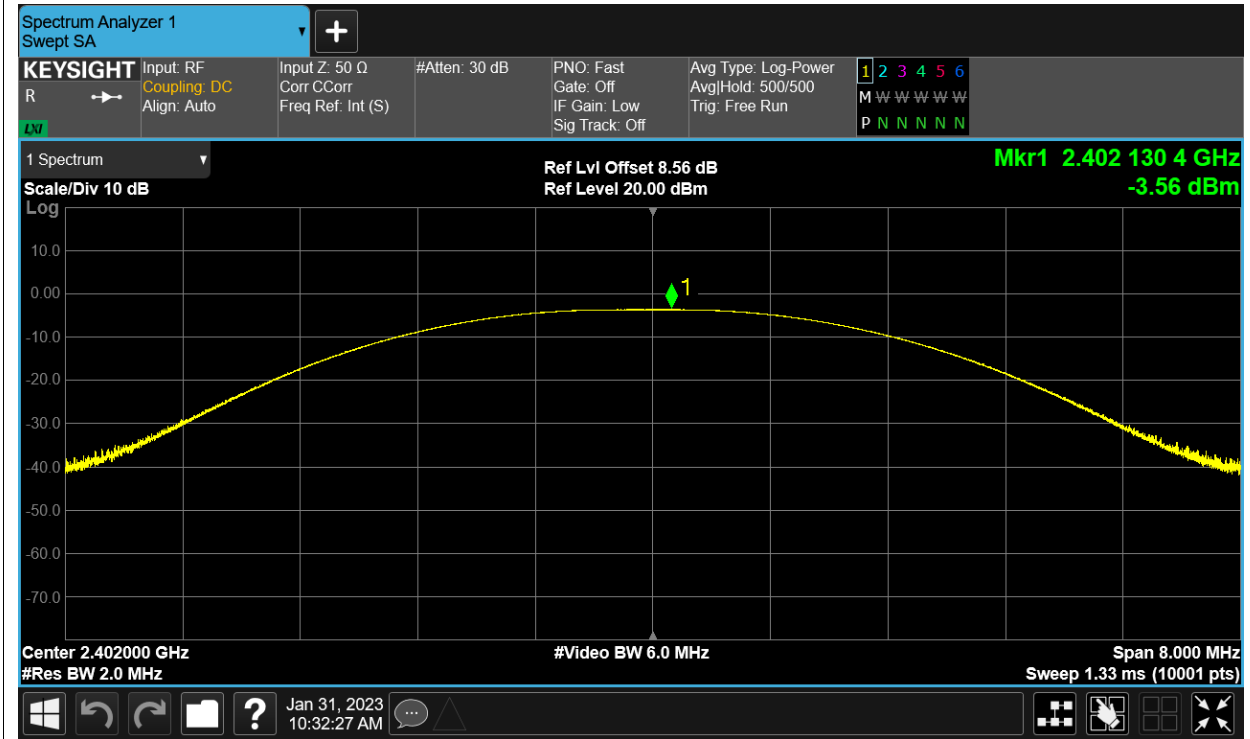 Spectrum Analyzer 1
Swept SA
+
KEYSIGHT
R
LXI
Input: RF
Coupling: DC
Align: Auto
Input Z: 50 Ω
Corr CCorr
Freq Ref: Int (S)
#Atten: 30 dB
PNO: Fast
Gate: Off
IF Gain: Low
Sig Track: Off
Avg Type: Log-Power
Avg|Hold: 500/500
Trig: Free Run
1 2 3 4 5 6
M W W W W W W
P N N N N N N
1 Spectrum
Scale/Div 10 dB
Log
Ref Lvl Offset 8.56 dB
Ref Level 20.00 dBm
Mkr1 2.402 130 4 GHz
-3.56 dBm
1
10.0
0.00
-10.0
-20.0
-30.0
-40.0
-50.0
-60.0
-70.0
Center 2.402000 GHz
#Res BW 2.0 MHz
#Video BW 6.0 MHz
Span 8.000 MHz
Sweep 1.33 ms (10001 pts)
?
Jan 31, 2023
10:32:27 AM